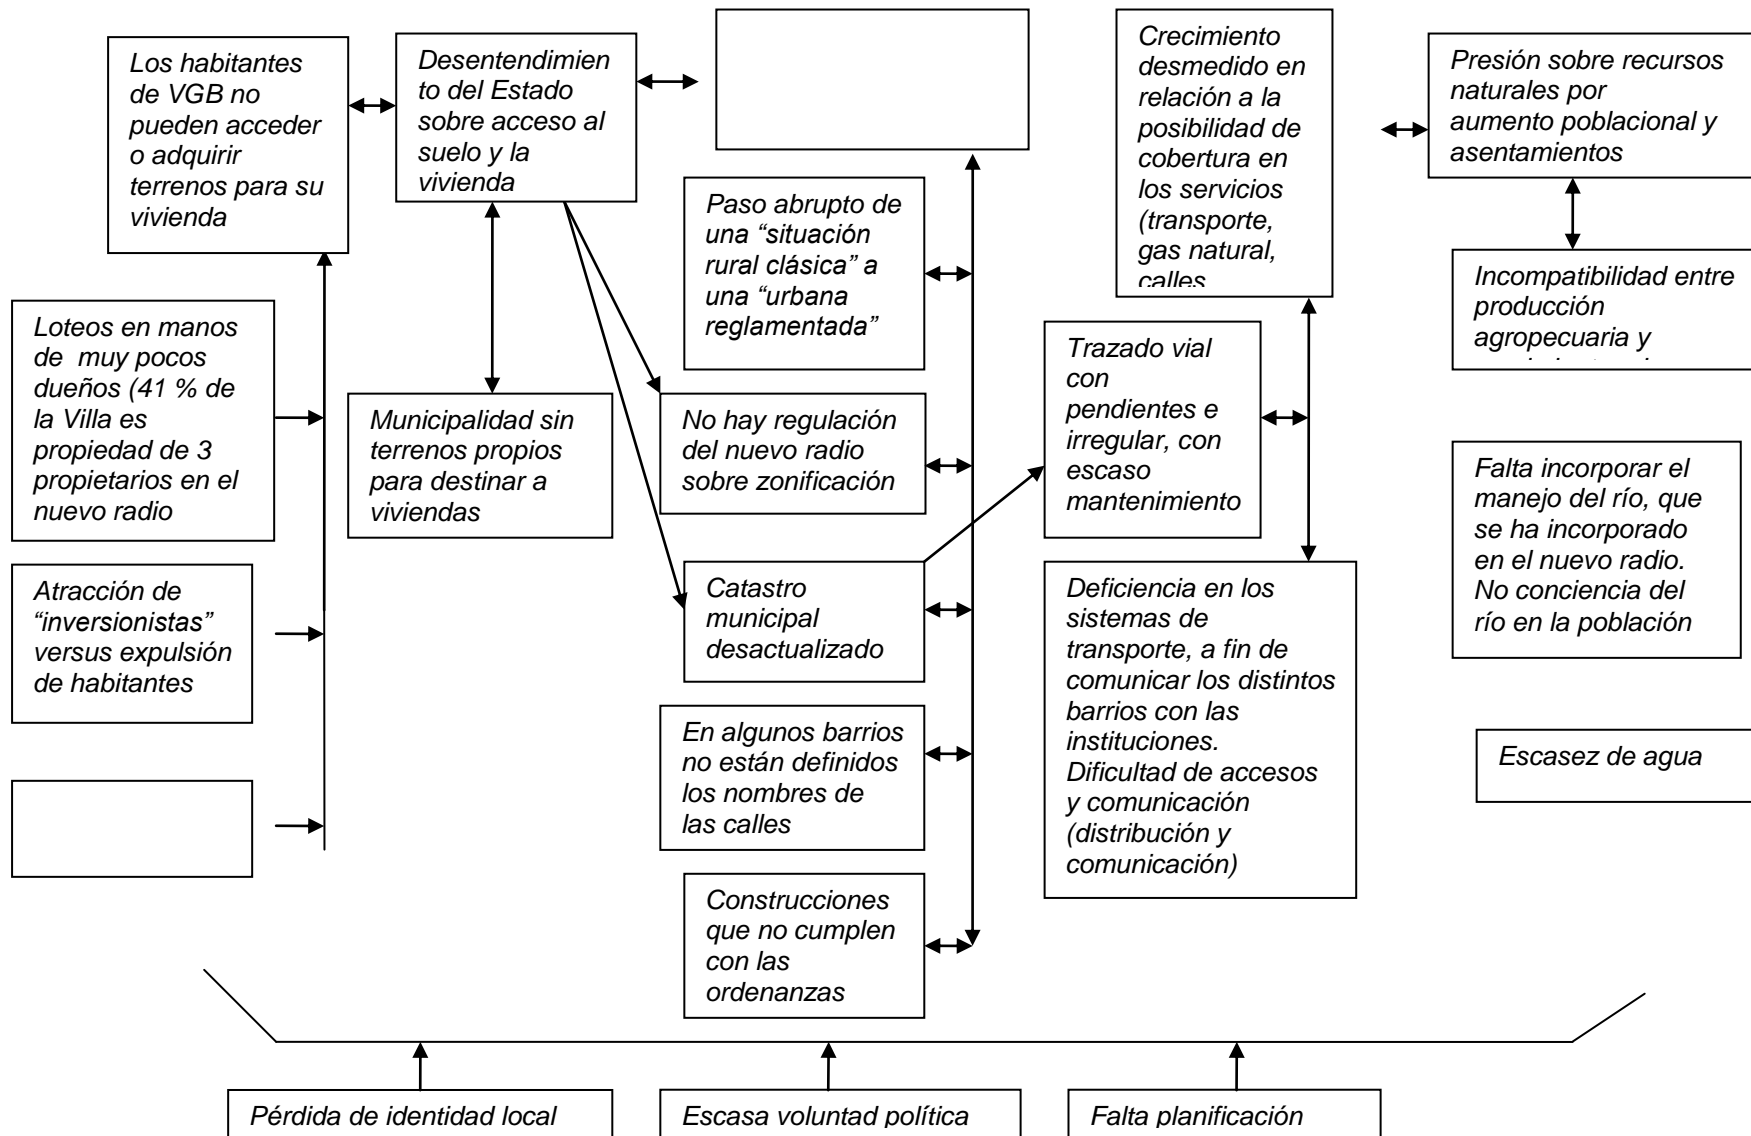 Los habitantes
de VGB no
pueden acceder
o adquirir
terrenos para su
vivienda
Desentendimien
to del Estado
sobre acceso al
suelo y la
vivienda
Crecimiento
desmedido en
relación a la
posibilidad de
cobertura en
los servicios
(transporte,
gas natural,
calles
Presión sobre recursos
naturales por
aumento poblacional y
asentamientos
Paso abrupto de
una “situación
rural clásica” a
una “urbana
reglamentada”
Incompatibilidad entre
producción
agropecuaria y
Loteos en manos
de muy pocos
dueños (41 % de
la Villa es
propiedad de 3
propietarios en el
nuevo radio
Trazado vial
con
pendientes e
irregular, con
escaso
mantenimiento
Municipalidad sin
terrenos propios
para destinar a
viviendas
No hay regulación
del nuevo radio
sobre zonificación
Falta incorporar el
manejo del río, que
se ha incorporado
en el nuevo radio.
No conciencia del
río en la población
Atracción de
“inversionistas”
versus expulsión
de habitantes
Catastro
municipal
desactualizado
Deficiencia en los
sistemas de
transporte, a fin de
comunicar los distintos
barrios con las
instituciones.
Dificultad de accesos
y comunicación
(distribución y
comunicación)
En algunos barrios
no están definidos
los nombres de
las calles
Escasez de agua
Construcciones
que no cumplen
con las
ordenanzas
Pérdida de identidad local
Escasa voluntad política
Falta planificación